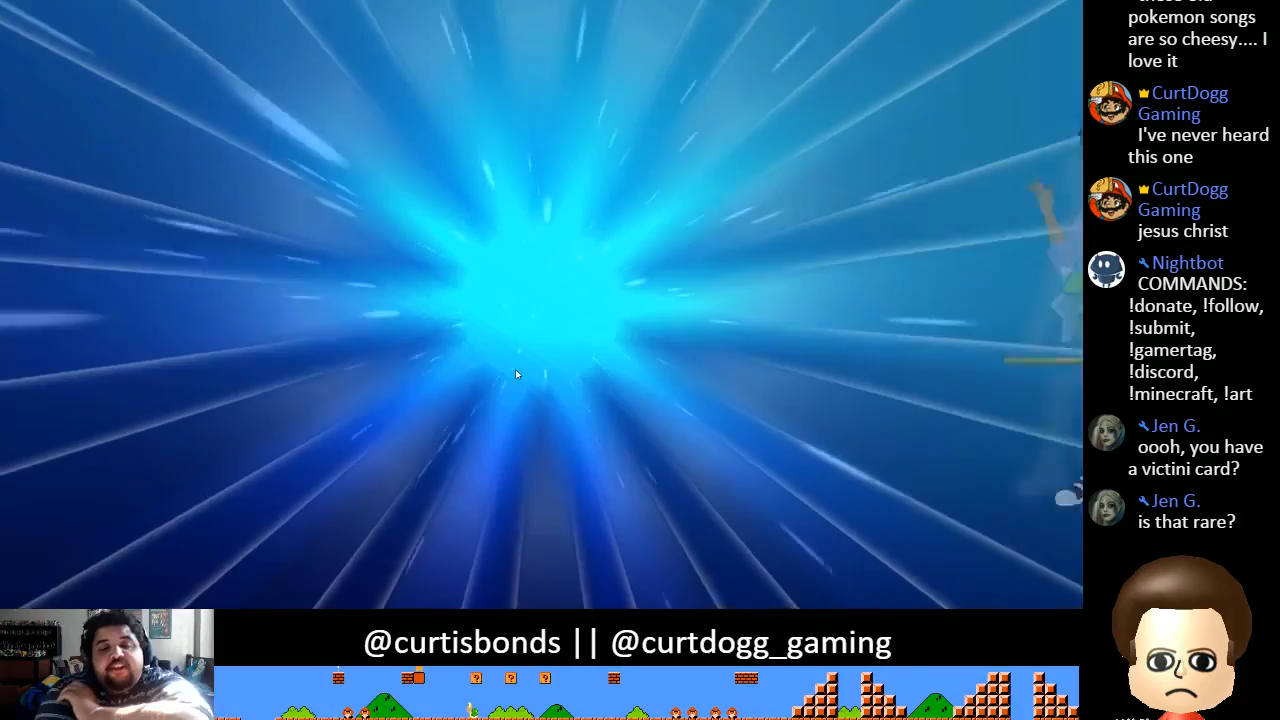 pokemon songs
are so cheesy.... I
love it
CurtDogg
Gaming
I've never heard
this one
CurtDogg
Gaming
jesus christ
Nightbot
COMMANDS:
!donate, !follow,
!submit,
!gamertag,
!discord,
!minecraft, !art
Jen G.
oooh, you have
a victini card?
Jen G.
is that rare?
@curtisbonds || @curtdogg_gaming